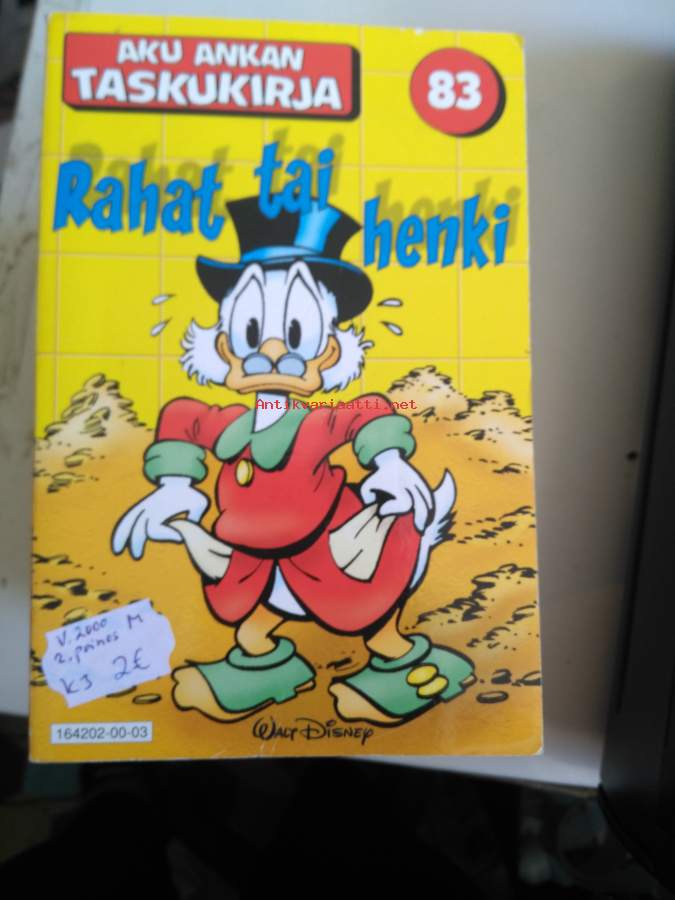 AKU ANKAN
TASKUKIRJA
83
Rahat tai henki
Antikvariaatti.net
V. 2000 M
2. painos
K3 2€
164202-00-03
WALT DISNEY